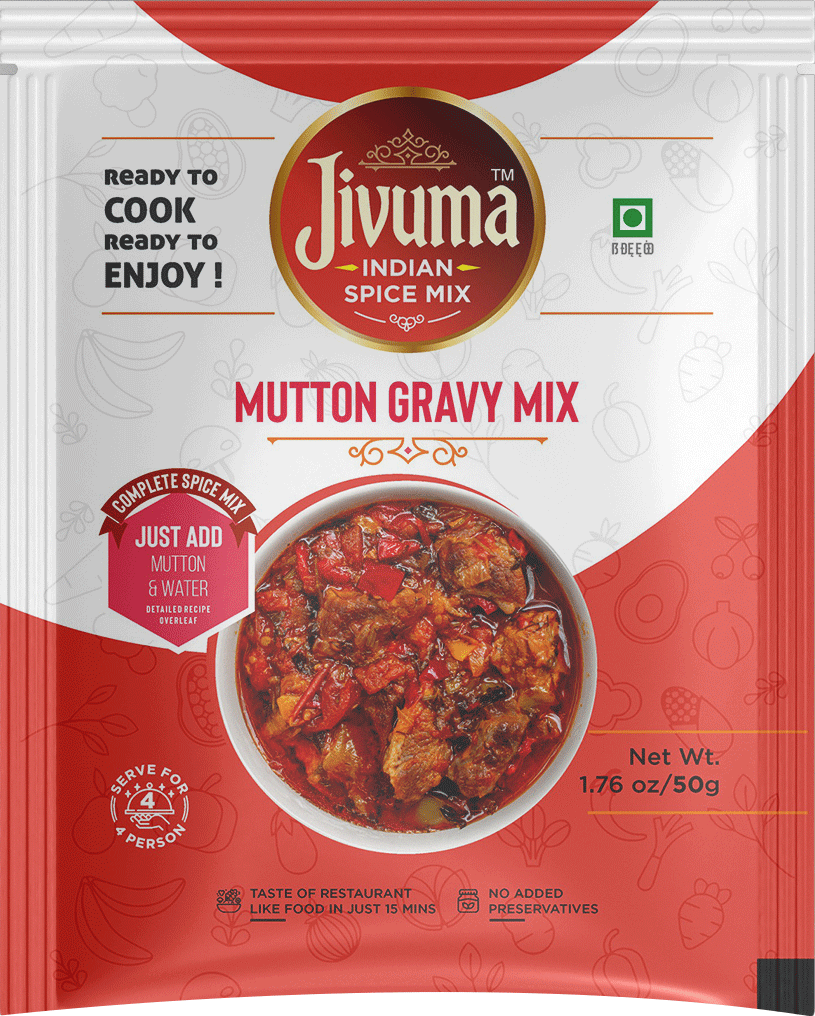 READY TO
COOK
READY TO
ENJOY !
Jivuma™
INDIAN
SPICE MIX
MUTTON GRAVY MIX
COMPLETE SPICE MIX
JUST ADD
MUTTON
& WATER
DETAILED RECIPE
OVERLEAF
Net Wt.
1.76 oz/50g
SERVE FOR
4
4 PERSON
TASTE OF RESTAURANT
LIKE FOOD IN JUST 15 MINS
NO ADDED
PRESERVATIVES